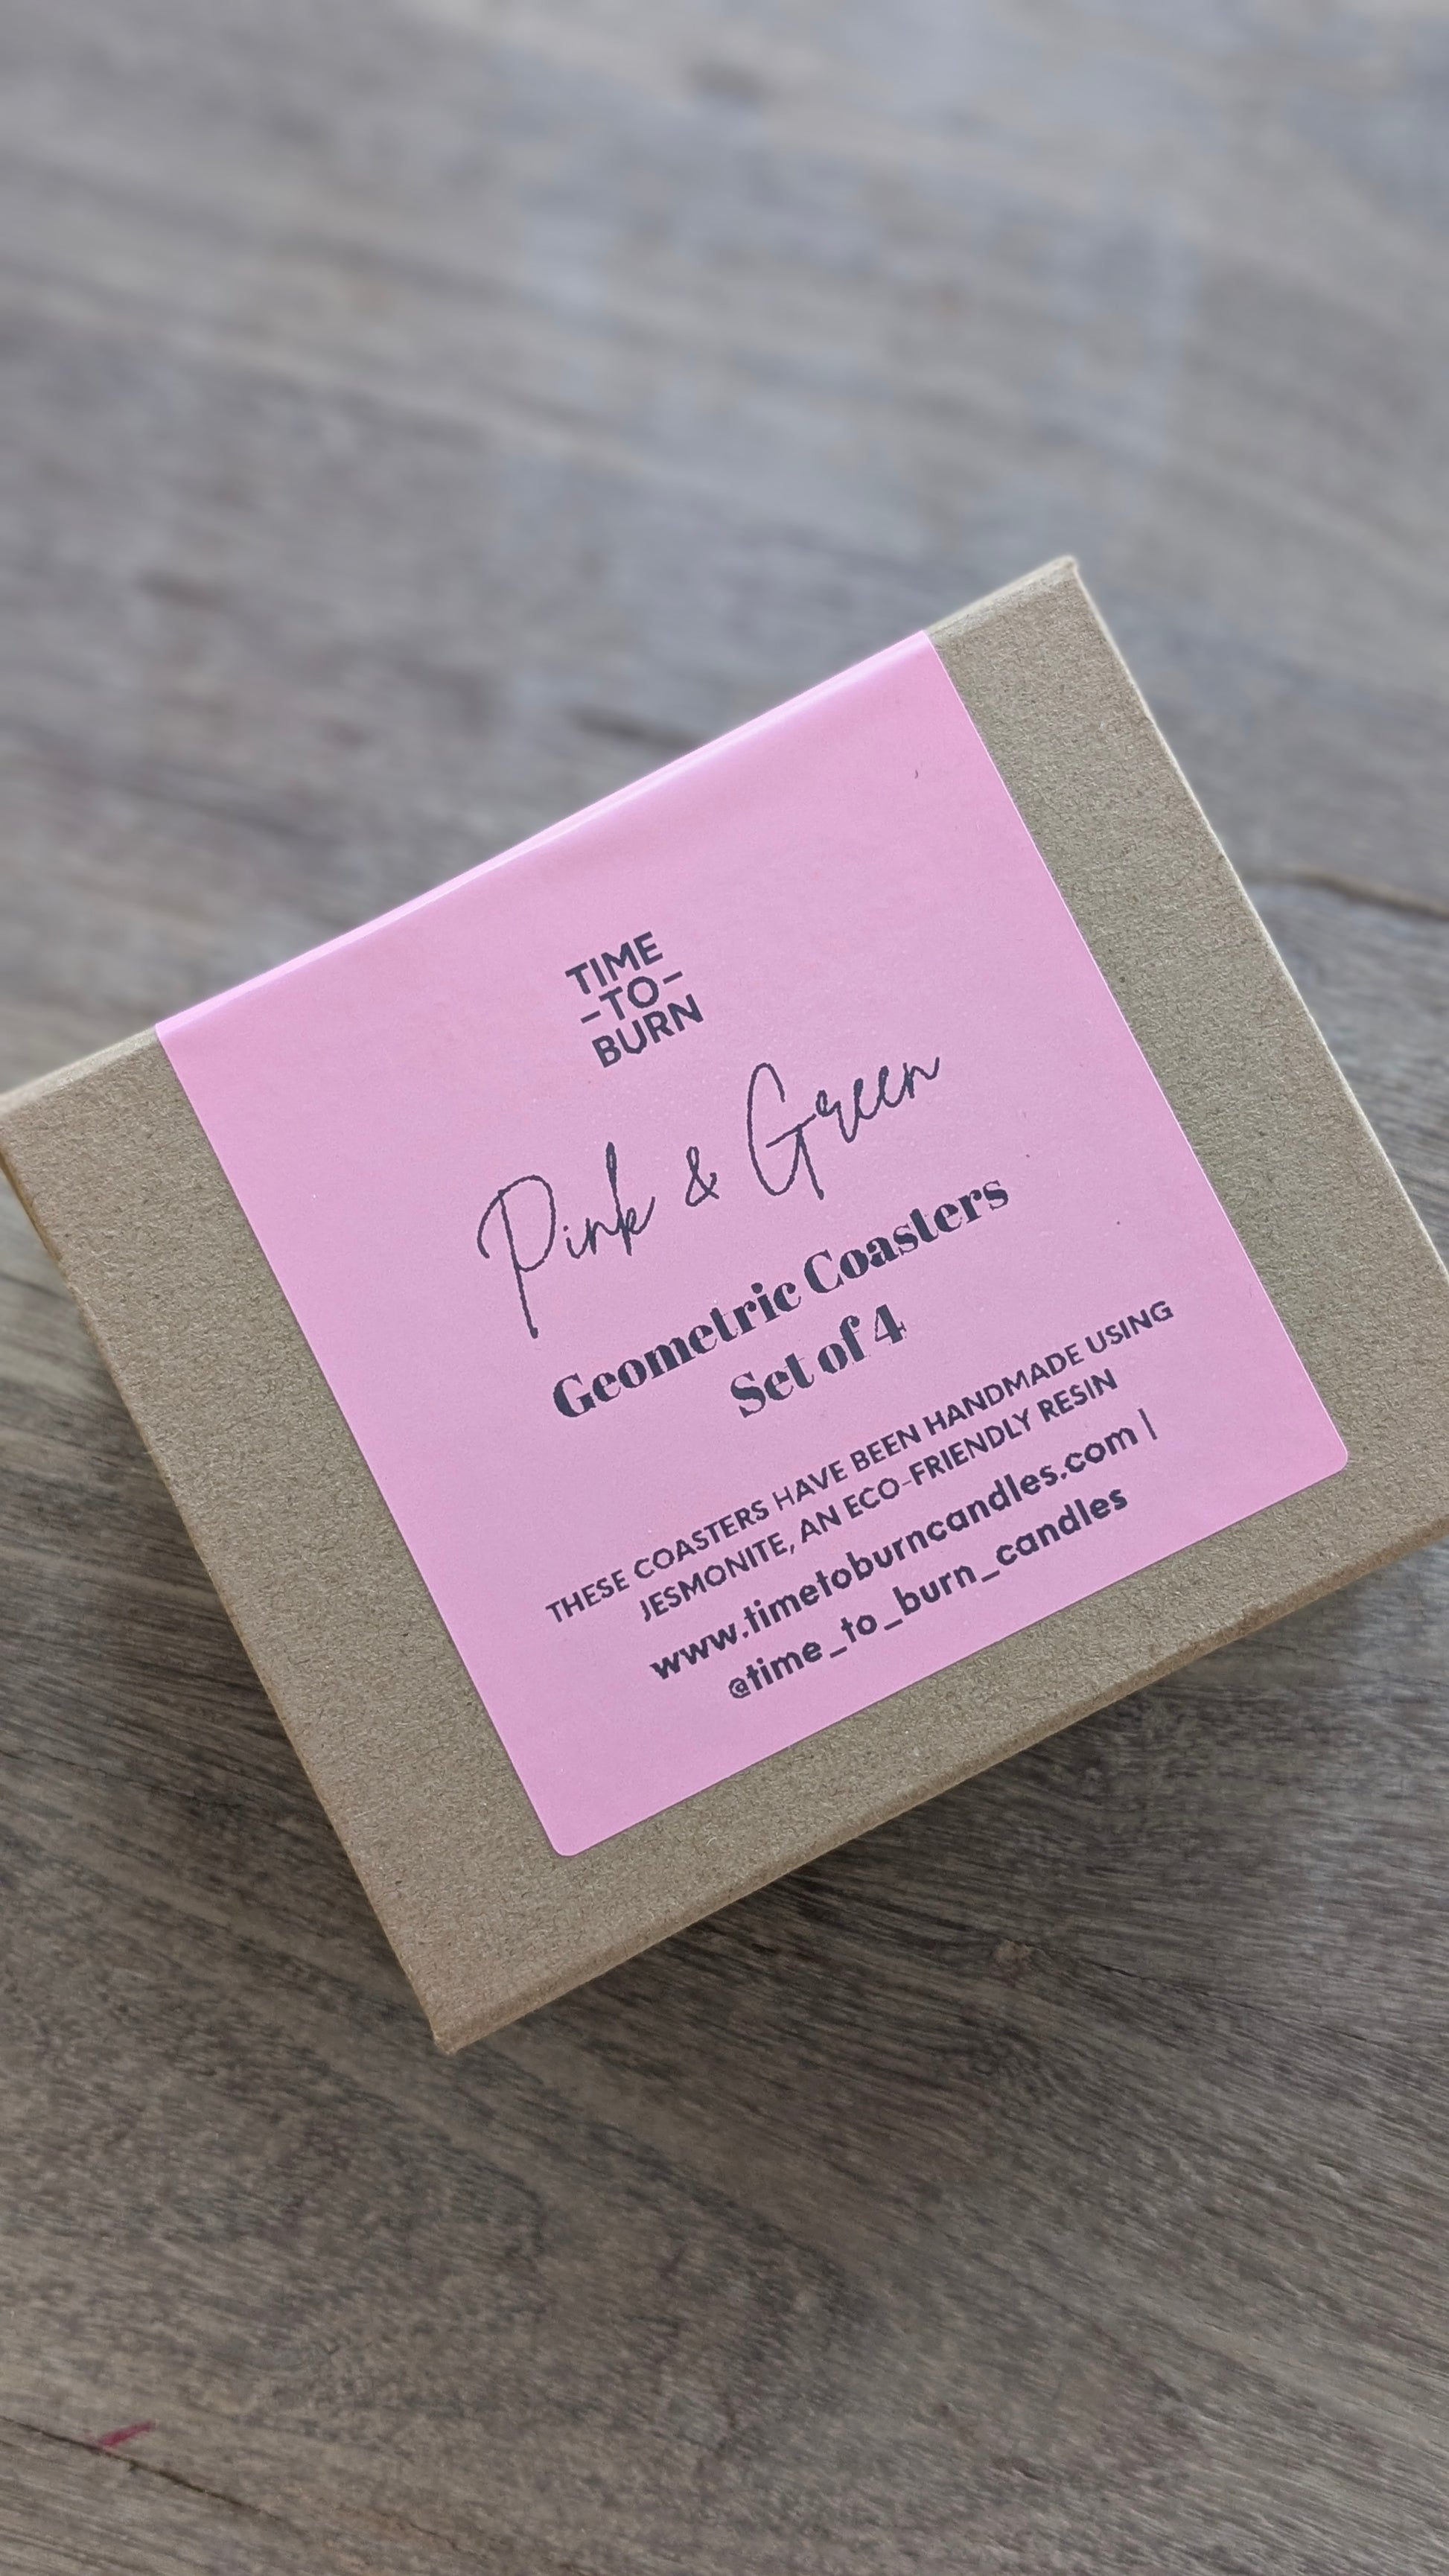 TIME
-TO-
BURN
Pink & Green
Geometric Coasters
Set of 4
THESE COASTERS HAVE BEEN HANDMADE USING
JESMONITE, AN ECO-FRIENDLY RESIN
www.timetoburncandles.com |
@time_to_burn_candles